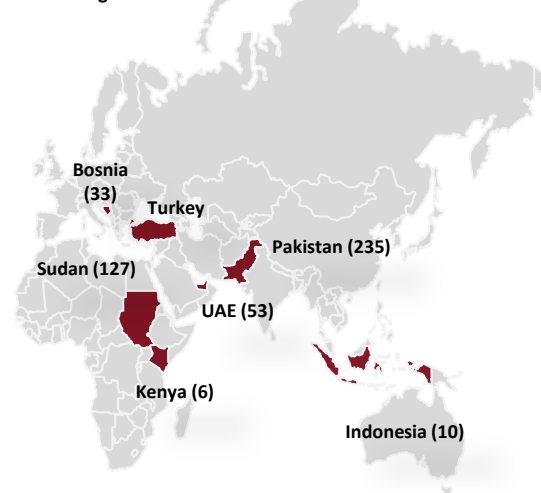 Bosnia
(33)
Turkey
Pakistan (235)
Sudan (127)
UAE (53)
Kenya (6)
Indonesia (10)